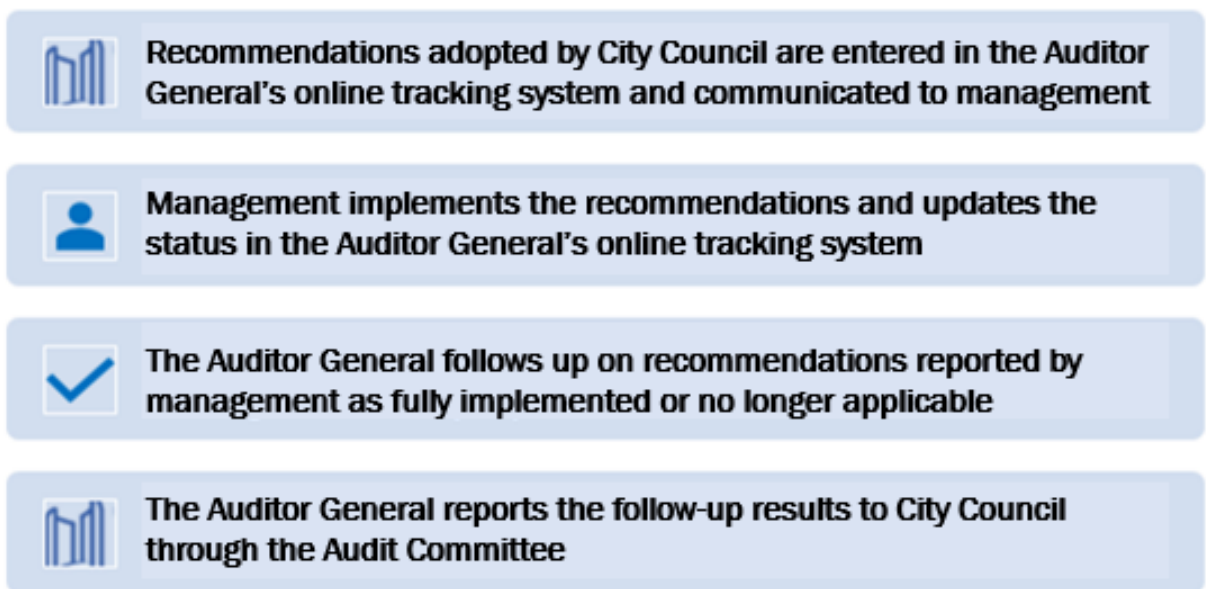 Recommendations adopted by City Council are entered in the Auditor
General's online tracking system and communicated to management
Management implements the recommendations and updates the
status in the Auditor General's online tracking system
The Auditor General follows up on recommendations reported by
management as fully implemented or no longer applicable
The Auditor General reports the follow-up results to City Council
through the Audit Committee